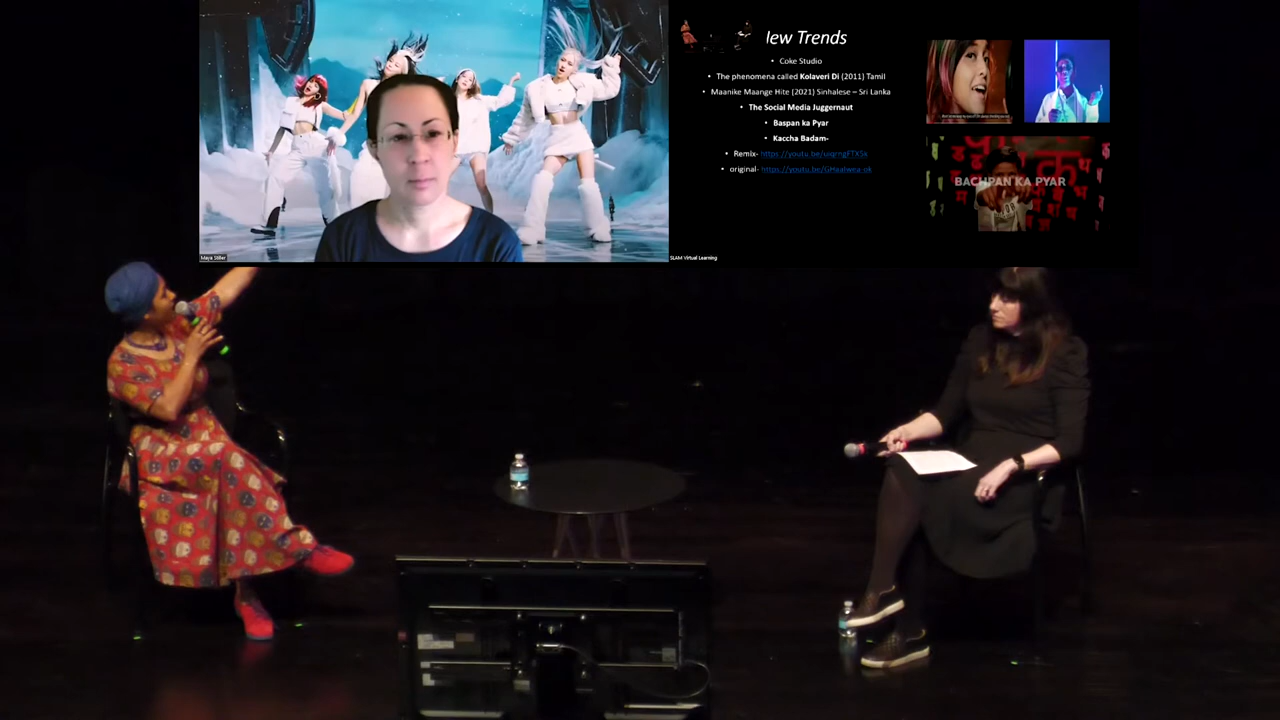 Maya Stiller
lew Trends
• Coke Studio
• The phenomena called Kolaveri Di (2011) Tamil
• Maanike Maange Hite (2021) Sinhalese – Sri Lanka
• The Social Media Juggernaut
• Baspan ka Pyar
• Kaccha Badam-
• Remix-
• original-
BACHPAN KA PYAR
SLAM Virtual Learning